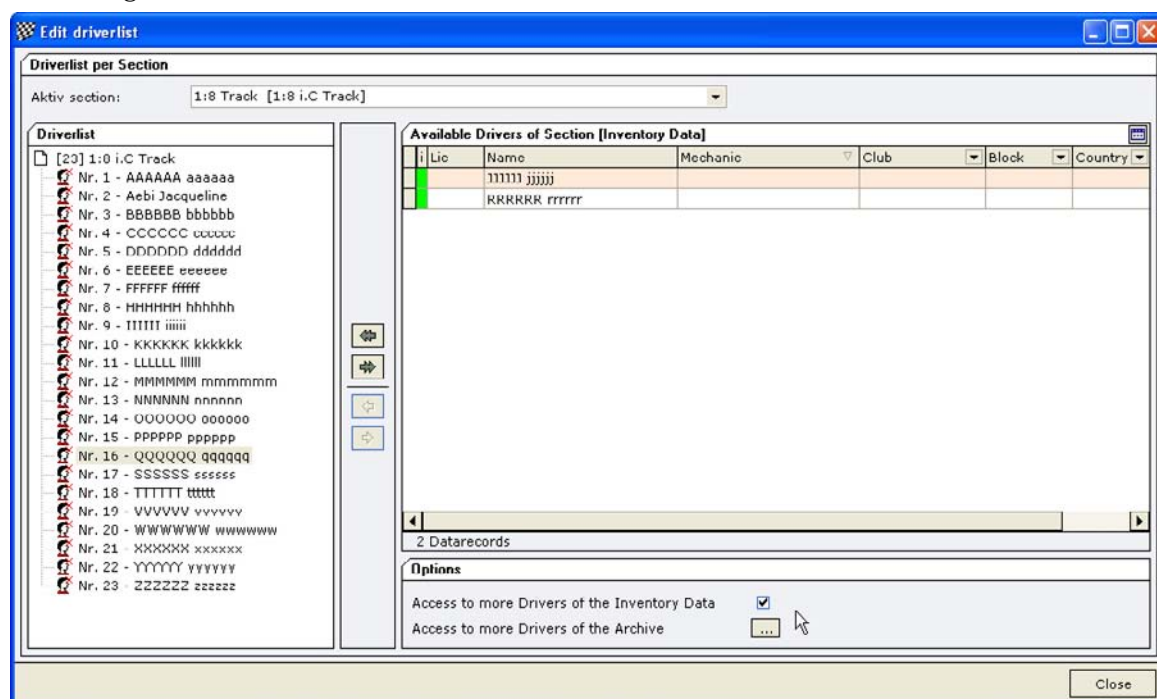 Edit driverlist
Driverlist per Section
Aktiv section: 1:8 Track [1:8 i.C Track]
Driverlist
[23] 1:8 i.C Track
Nr. 1 - AAAAAA aaaaaa
Nr. 2 - Aebi Jacqueline
Nr. 3 - BBBBBB bbbbbb
Nr. 4 - CCCCCC cccccc
Nr. 5 - DDDDDD dddddd
Nr. 6 - EEEEEE eeeeee
Nr. 7 - FFFFFF ffffff
Nr. 8 - HHHHHH hhhhhh
Nr. 9 - IIIIII iiiiii
Nr. 10 - KKKKKK kkkkkk
Nr. 11 - LLLLLL llllll
Nr. 12 - MMMMMM mmmmmm
Nr. 13 - NNNNNN nnnnnn
Nr. 14 - OOOOOO oooooo
Nr. 15 - PPPPPP pppppp
Nr. 16 - QQQQQQ qqqqqq
Nr. 17 - SSSSSS ssssss
Nr. 18 - TTTTTT tttttt
Nr. 19 - VVVVVV vvvvvv
Nr. 20 - WWWWWW wwwwww
Nr. 21 - XXXXXX xxxxxx
Nr. 22 - YYYYYY yyyyyy
Nr. 23 - ZZZZZZ zzzzzz
Available Drivers of Section [Inventory Data]
i Lic Name Mechanic Club Block Country
JJJJJJ jjjjjj
RRRRRR rrrrrr
2 Datarecords
Options
Access to more Drivers of the Inventory Data
Access to more Drivers of the Archive ...
Close